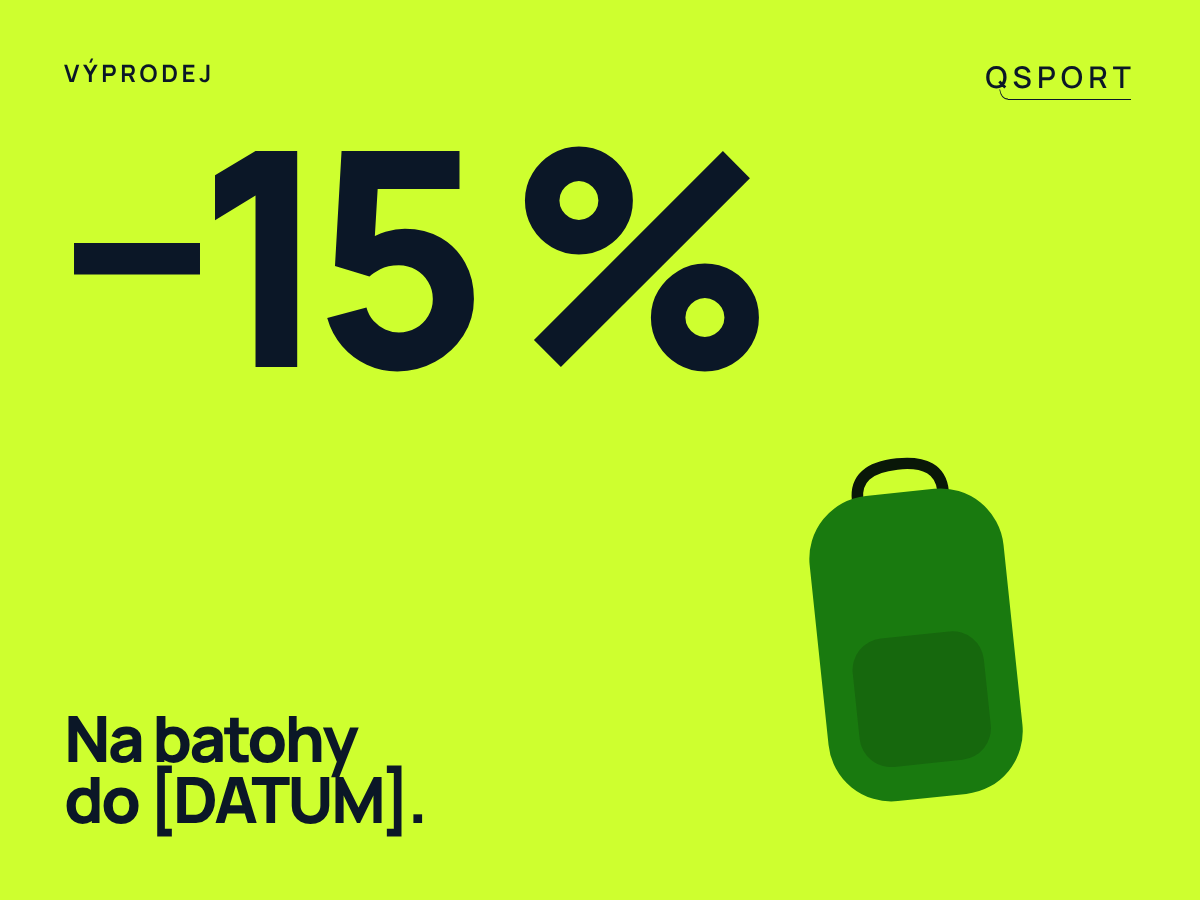 VÝPRODEJ
QSPORT
–15 %
Na batohy
do [DATUM].